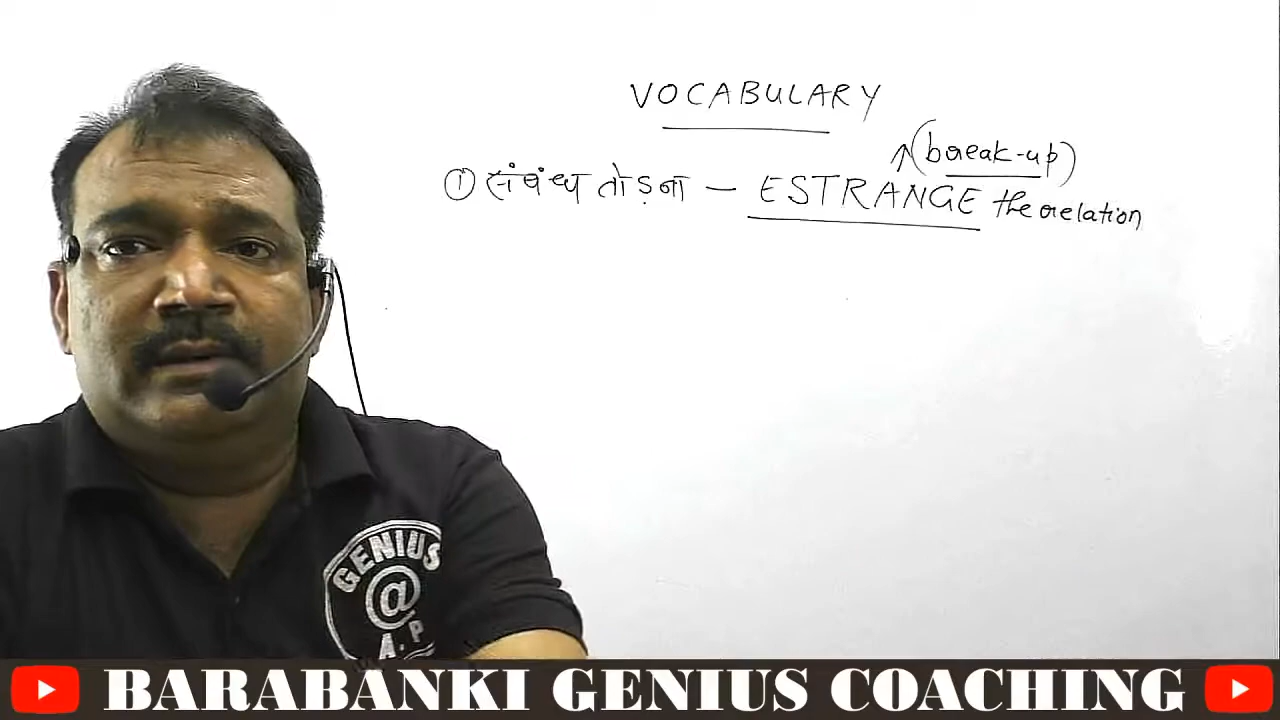 VOCABULARY
(break-up)
① संबंध तोड़ना — ESTRANGE the relation
GENIUS
@
A.P
BARABANKI GENIUS COACHING